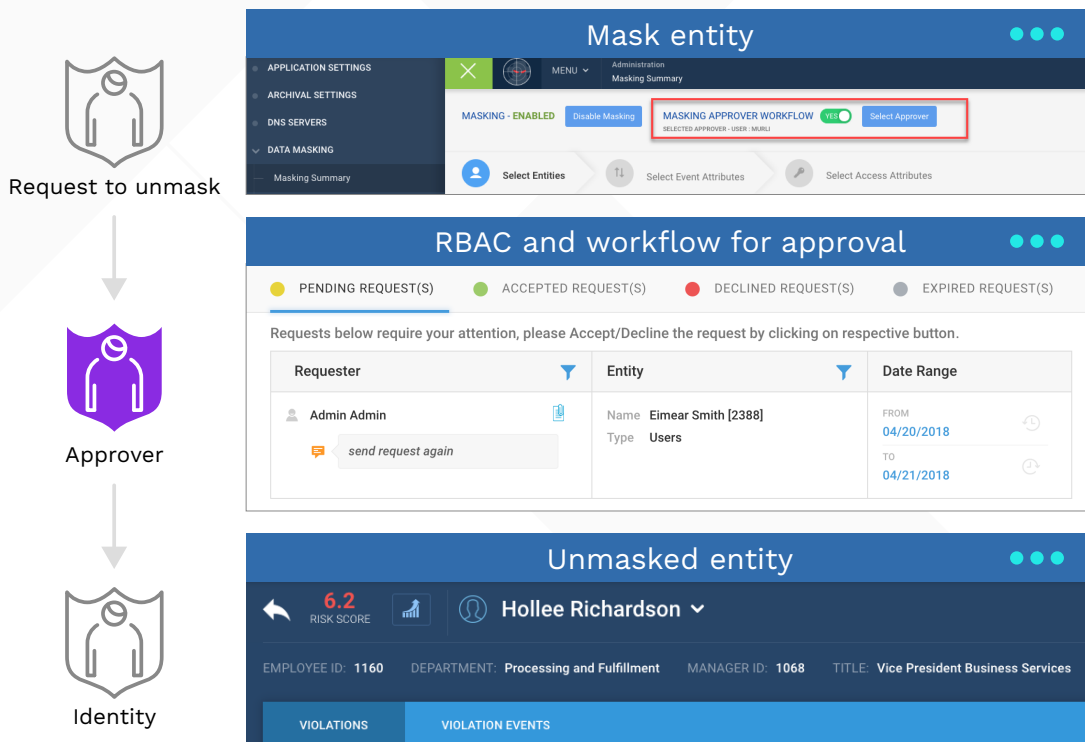 Request to unmask
Approver
Identity
Mask entity
APPLICATION SETTINGS
ARCHIVAL SETTINGS
DNS SERVERS
DATA MASKING
Masking Summary
MENU
Administration
Masking Summary
MASKING - ENABLED
Disable Masking
MASKING APPROVER WORKFLOW
YES
Select Approver
SELECTED APPROVER - USER : MURLI
Select Entities
Select Event Attributes
Select Access Attributes
RBAC and workflow for approval
PENDING REQUEST(S)
ACCEPTED REQUEST(S)
DECLINED REQUEST(S)
EXPIRED REQUEST(S)
Requests below require your attention, please Accept/Decline the request by clicking on respective button.
Requester
Entity
Date Range
Admin Admin
send request again
Name Eimear Smith [2388]
Type Users
FROM
04/20/2018
TO
04/21/2018
Unmasked entity
6.2
RISK SCORE
Hollee Richardson
EMPLOYEE ID: 1160
DEPARTMENT: Processing and Fulfillment
MANAGER ID: 1068
TITLE: Vice President Business Services
VIOLATIONS
VIOLATION EVENTS